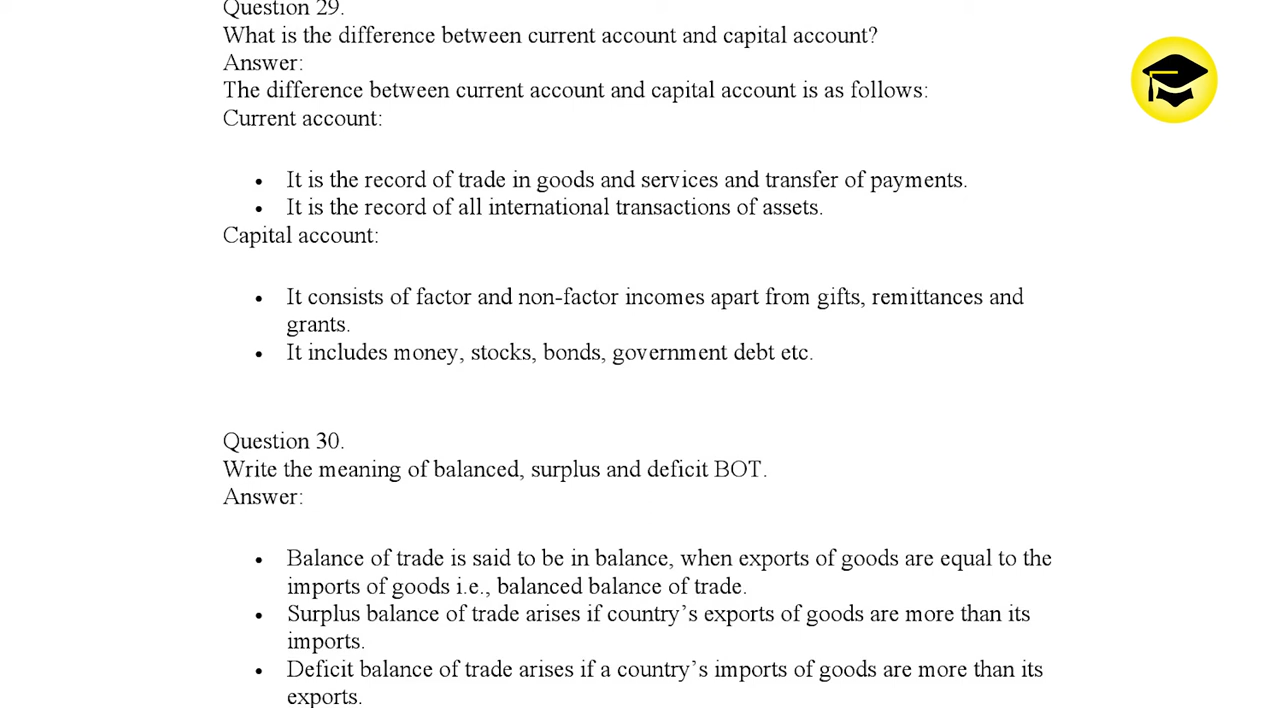 Question 29.
What is the difference between current account and capital account?
Answer:
The difference between current account and capital account is as follows:
Current account:
• It is the record of trade in goods and services and transfer of payments.
• It is the record of all international transactions of assets.
Capital account:
• It consists of factor and non-factor incomes apart from gifts, remittances and
grants.
• It includes money, stocks, bonds, government debt etc.
Question 30.
Write the meaning of balanced, surplus and deficit BOT.
Answer:
• Balance of trade is said to be in balance, when exports of goods are equal to the
imports of goods i.e., balanced balance of trade.
• Surplus balance of trade arises if country’s exports of goods are more than its
imports.
• Deficit balance of trade arises if a country’s imports of goods are more than its
exports.